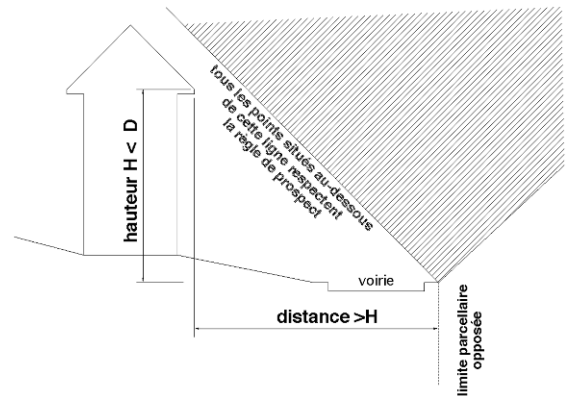 tous les points situés au-dessous
de cette ligne respectent
la règle de prospect
hauteur H < D
voirie
distance >H
limite parcellaire
opposée